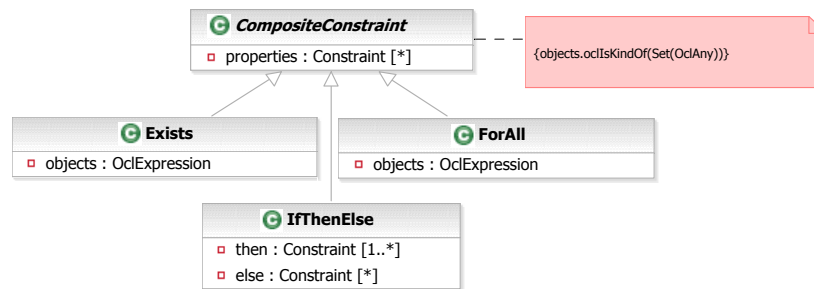 CompositeConstraint
properties : Constraint [*]
{objects.oclIsKindOf(Set(OclAny))}
Exists
objects : OclExpression
ForAll
objects : OclExpression
IfThenElse
then : Constraint [1..*]
else : Constraint [*]